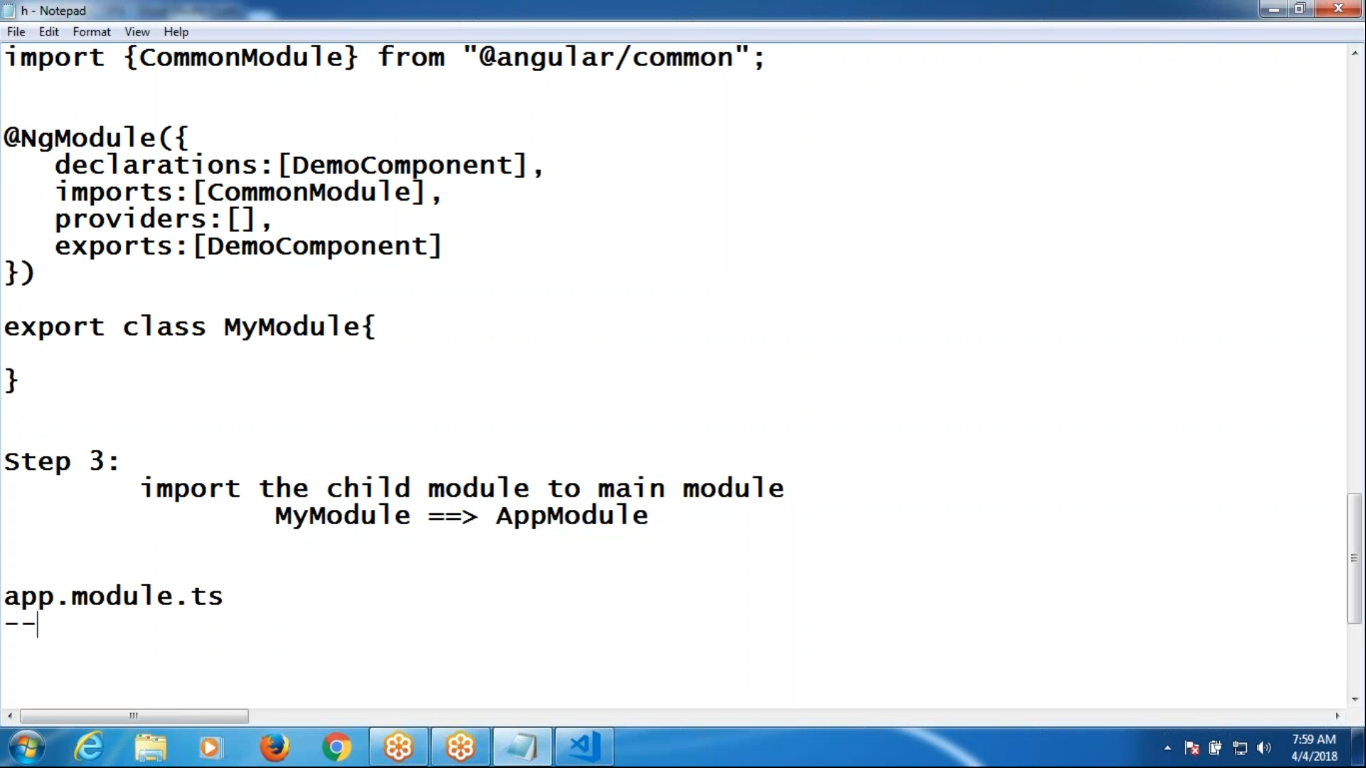 h - Notepad
File Edit Format View Help
import {CommonModule} from "@angular/common";
@NgModule({
declarations:[DemoComponent],
imports:[CommonModule],
providers:[],
exports:[DemoComponent]
})
export class MyModule{
}
Step 3:
import the child module to main module
MyModule ==> AppModule
app.module.ts
--
7:59 AM
4/4/2018